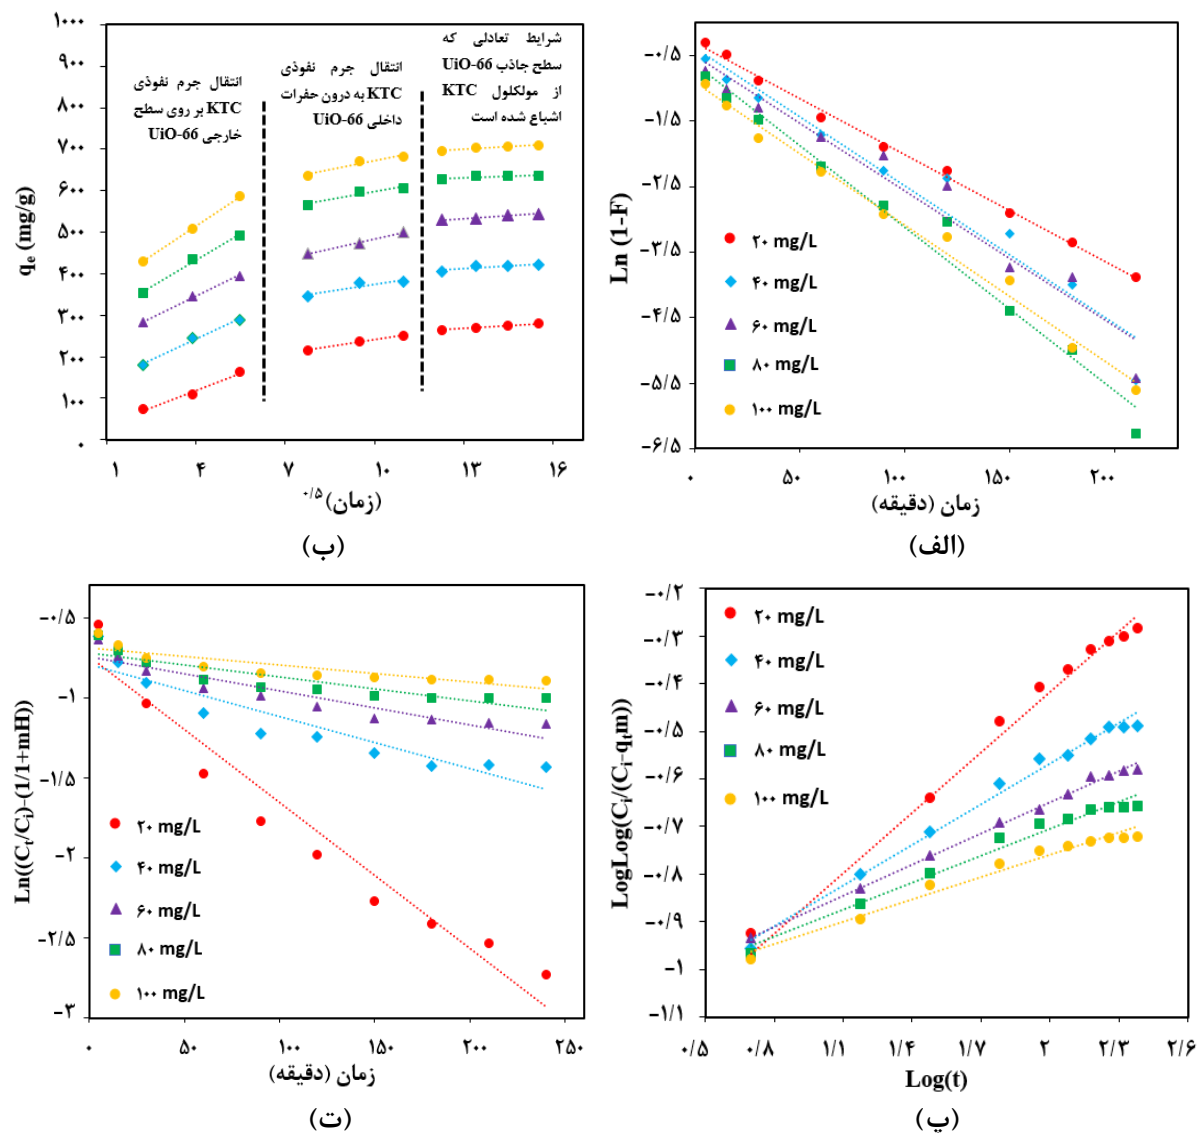 ۱۰۰۰
۹۰۰
۸۰۰
۷۰۰
۶۰۰
۵۰۰
۴۰۰
۳۰۰
۲۰۰
۱۰۰
۰
qe (mg/g)
انتقال جرم نفوذی
KTC بر روی سطح
خارجی UiO-66
انتقال جرم نفوذی
KTC به درون حفرات
داخلی UiO-66
شرایط تعادلی که
سطح جاذب UiO-66
از مولکلول KTC
اشباع شده است
۱ ۴ ۷ ۱۰ ۱۳ ۱۶
(زمان)۰/۵
(ب)
−۰/۵
−۱/۵
−۲/۵
−۳/۵
−۴/۵
−۵/۵
−۶/۵
Ln (1-F)
۲۰ mg/L
۴۰ mg/L
۶۰ mg/L
۸۰ mg/L
۱۰۰ mg/L
۰ ۵۰ ۱۰۰ ۱۵۰ ۲۰۰
زمان (دقیقه)
(الف)
−۰/۵
−۱
−۱/۵
−۲
−۲/۵
−۳
Ln((Ct/Ci)-(1/1+mH))
۲۰ mg/L
۴۰ mg/L
۶۰ mg/L
۸۰ mg/L
۱۰۰ mg/L
۰ ۵۰ ۱۰۰ ۱۵۰ ۲۰۰ ۲۵۰
زمان (دقیقه)
(ت)
−۰/۲
−۰/۳
−۰/۴
−۰/۵
−۰/۶
−۰/۷
−۰/۸
−۰/۹
−۱
−۱/۱
LogLog(Ci/(Ci-qtm))
۲۰ mg/L
۴۰ mg/L
۶۰ mg/L
۸۰ mg/L
۱۰۰ mg/L
۰/۵ ۰/۸ ۱/۱ ۱/۴ ۱/۷ ۲ ۲/۳ ۲/۶
Log(t)
(پ)